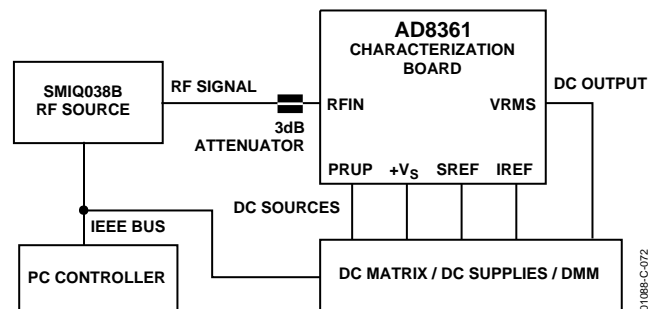 AD8361
CHARACTERIZATION
BOARD
SMIQ038B
RF SOURCE
RF SIGNAL
3dB
ATTENUATOR
RFIN
VRMS
DC OUTPUT
PRUP
+VS
SREF
IREF
DC SOURCES
IEEE BUS
PC CONTROLLER
DC MATRIX / DC SUPPLIES / DMM
01088-C-072